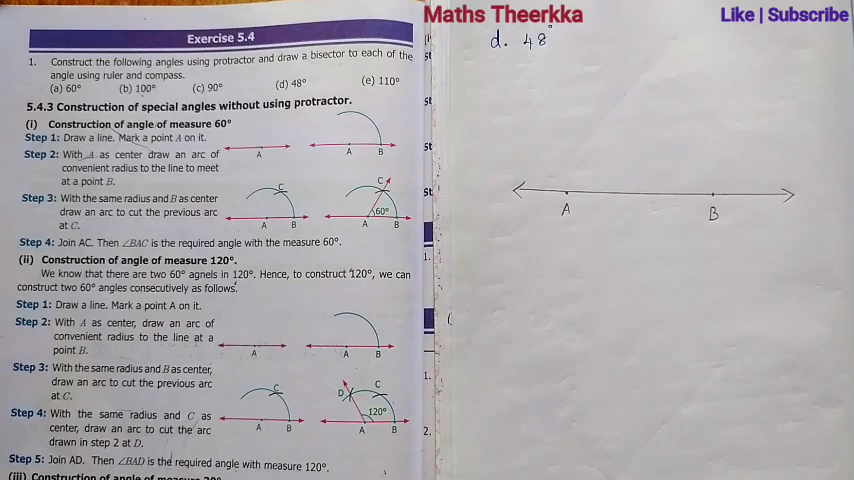 Maths Theerkka
Like | Subscribe
Exercise 5.4
1. Construct the following angles using protractor and draw a bisector to each of the
angle using ruler and compass.
(a) 60° (b) 100° (c) 90° (d) 48° (e) 110°
5.4.3 Construction of special angles without using protractor.
(i) Construction of angle of measure 60°
Step 1: Draw a line. Mark a point A on it.
A
A B
Step 2: With A as center draw an arc of
convenient radius to the line to meet
at a point B.
Step 3: With the same radius and B as center
draw an arc to cut the previous arc
at C.
C
A B
C
60°
A B
Step 4: Join AC. Then ∠BAC is the required angle with the measure 60°.
(ii) Construction of angle of measure 120°.
We know that there are two 60° agnels in 120°. Hence, to construct 120°, we can
construct two 60° angles consecutively as follows.
Step 1: Draw a line. Mark a point A on it.
Step 2: With A as center, draw an arc of
convenient radius to the line at a
point B.
A
A B
Step 3: With the same radius and B as center,
draw an arc to cut the previous arc
at C.
Step 4: With the same radius and C as
center, draw an arc to cut the arc
drawn in step 2 at D.
C
A B
D C
120°
A B
Step 5: Join AD. Then ∠BAD is the required angle with measure 120°.
d. 48°
A B
st
st
st
St
1.
1.
2.